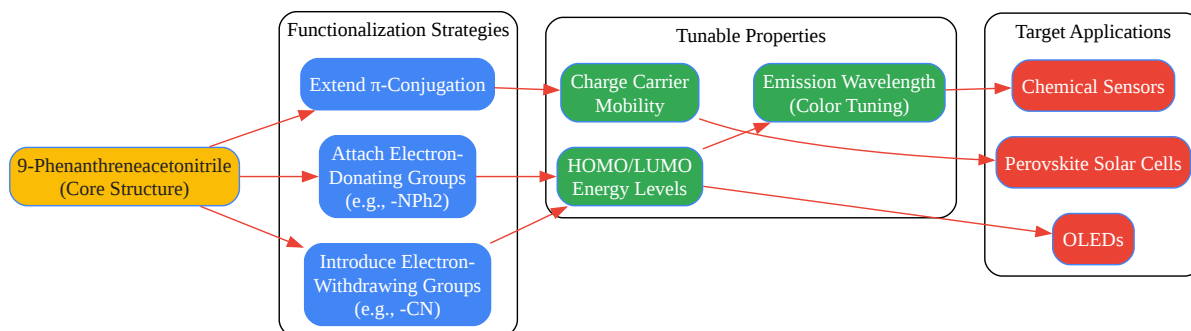 Functionalization Strategies
Extend π-Conjugation
Attach Electron-
Donating Groups
(e.g., -NPh2)
Introduce Electron-
Withdrawing Groups
(e.g., -CN)
9-Phenanthreneacetonitrile
(Core Structure)
Tunable Properties
Charge Carrier
Mobility
Emission Wavelength
(Color Tuning)
HOMO/LUMO
Energy Levels
Target Applications
Chemical Sensors
Perovskite Solar Cells
OLEDs